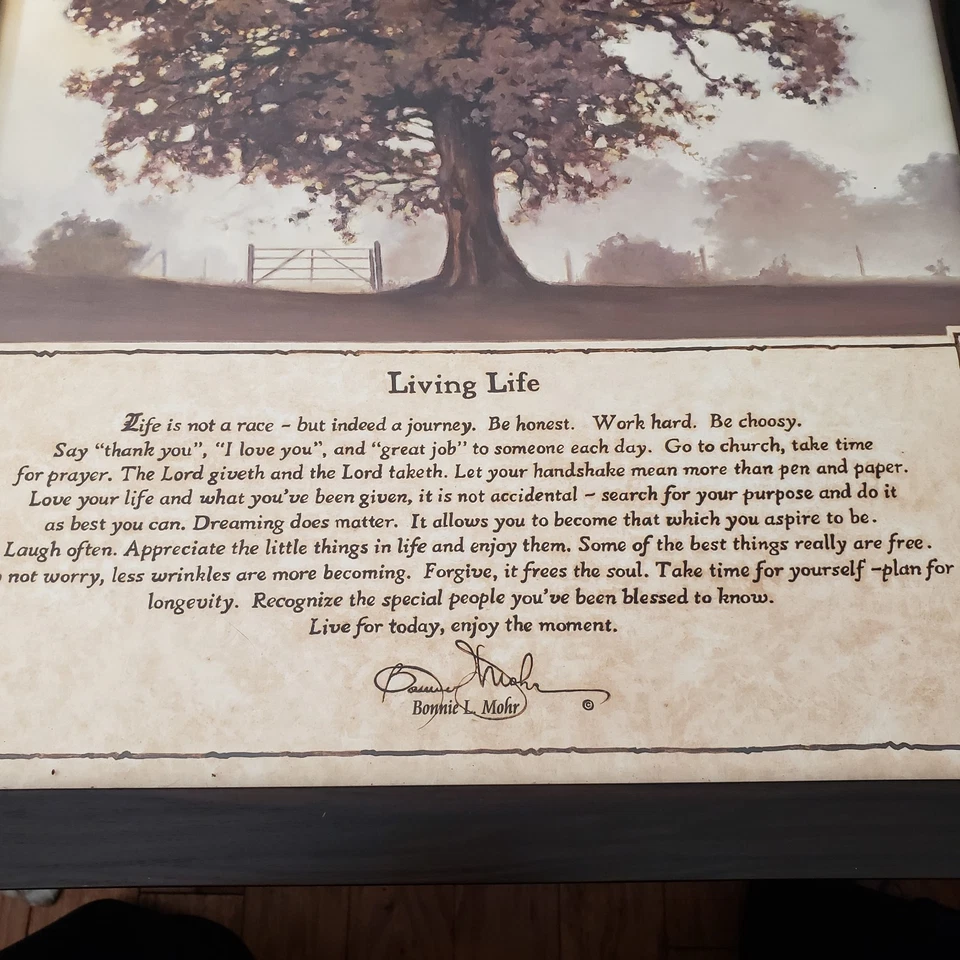 Living Life
Life is not a race - but indeed a journey. Be honest. Work hard. Be choosy.
Say "thank you", "I love you", and "great job" to someone each day. Go to church, take time
for prayer. The Lord giveth and the Lord taketh. Let your handshake mean more than pen and paper.
Love your life and what you've been given, it is not accidental - search for your purpose and do it
as best you can. Dreaming does matter. It allows you to become that which you aspire to be.
Laugh often. Appreciate the little things in life and enjoy them. Some of the best things really are free.
not worry, less wrinkles are more becoming. Forgive, it frees the soul. Take time for yourself -plan for
longevity. Recognize the special people you've been blessed to know.
Live for today, enjoy the moment.
Bonnie L Mohr
Bonnie L. Mohr ©